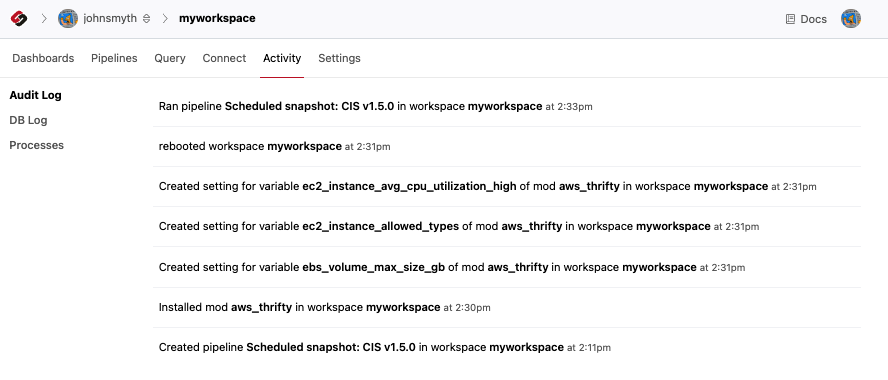 johnsmyth
myworkspace
Docs
Dashboards
Pipelines
Query
Connect
Activity
Settings
Audit Log
DB Log
Processes
Ran pipeline Scheduled snapshot: CIS v1.5.0 in workspace myworkspace at 2:33pm
rebooted workspace myworkspace at 2:31pm
Created setting for variable ec2_instance_avg_cpu_utilization_high of mod aws_thrifty in workspace myworkspace at 2:31pm
Created setting for variable ec2_instance_allowed_types of mod aws_thrifty in workspace myworkspace at 2:31pm
Created setting for variable ebs_volume_max_size_gb of mod aws_thrifty in workspace myworkspace at 2:31pm
Installed mod aws_thrifty in workspace myworkspace at 2:30pm
Created pipeline Scheduled snapshot: CIS v1.5.0 in workspace myworkspace at 2:11pm